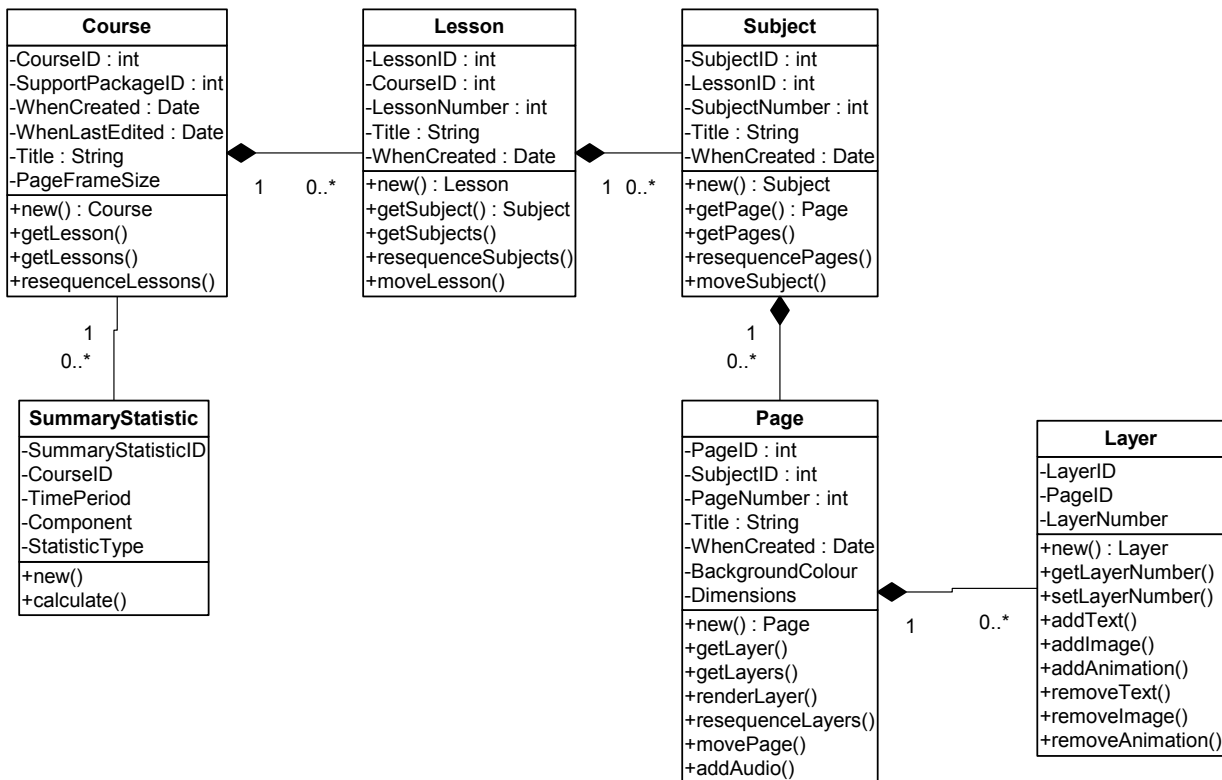 Course
-CourseID : int
-SupportPackageID : int
-WhenCreated : Date
-WhenLastEdited : Date
-Title : String
-PageFrameSize
+new() : Course
+getLesson()
+getLessons()
+resequenceLessons()
1
0..*
Lesson
-LessonID : int
-CourseID : int
-LessonNumber : int
-Title : String
-WhenCreated : Date
+new() : Lesson
+getSubject() : Subject
+getSubjects()
+resequenceSubjects()
+moveLesson()
1
0..*
Subject
-SubjectID : int
-LessonID : int
-SubjectNumber : int
-Title : String
-WhenCreated : Date
+new() : Subject
+getPage() : Page
+getPages()
+resequencePages()
+moveSubject()
1
0..*
1
0..*
SummaryStatistic
-SummaryStatisticID
-CourseID
-TimePeriod
-Component
-StatisticType
+new()
+calculate()
Page
-PageID : int
-SubjectID : int
-PageNumber : int
-Title : String
-WhenCreated : Date
-BackgroundColour
-Dimensions
+new() : Page
+getLayer()
+getLayers()
+renderLayer()
+resequenceLayers()
+movePage()
+addAudio()
1
0..*
Layer
-LayerID
-PageID
-LayerNumber
+new() : Layer
+getLayerNumber()
+setLayerNumber()
+addText()
+addImage()
+addAnimation()
+removeText()
+removeImage()
+removeAnimation()